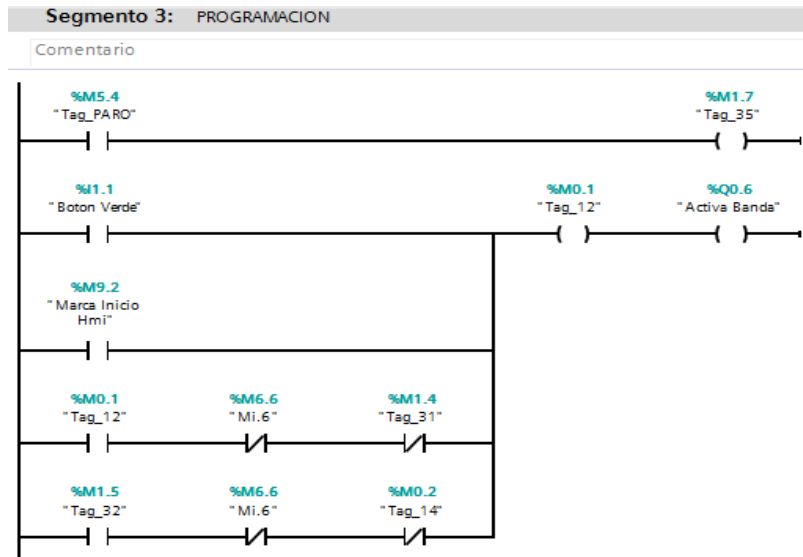 Segmento 3: PROGRAMACION
Comentario
%M5.4
"Tag_PARO"
%M1.7
"Tag_35"
%I1.1
"Boton Verde"
%M0.1
"Tag_12"
%Q0.6
"Activa Banda"
%M9.2
"Marca Inicio
Hmi"
%M0.1
"Tag_12"
%M6.6
"Mi.6"
%M1.4
"Tag_31"
%M1.5
"Tag_32"
%M6.6
"Mi.6"
%M0.2
"Tag_14"